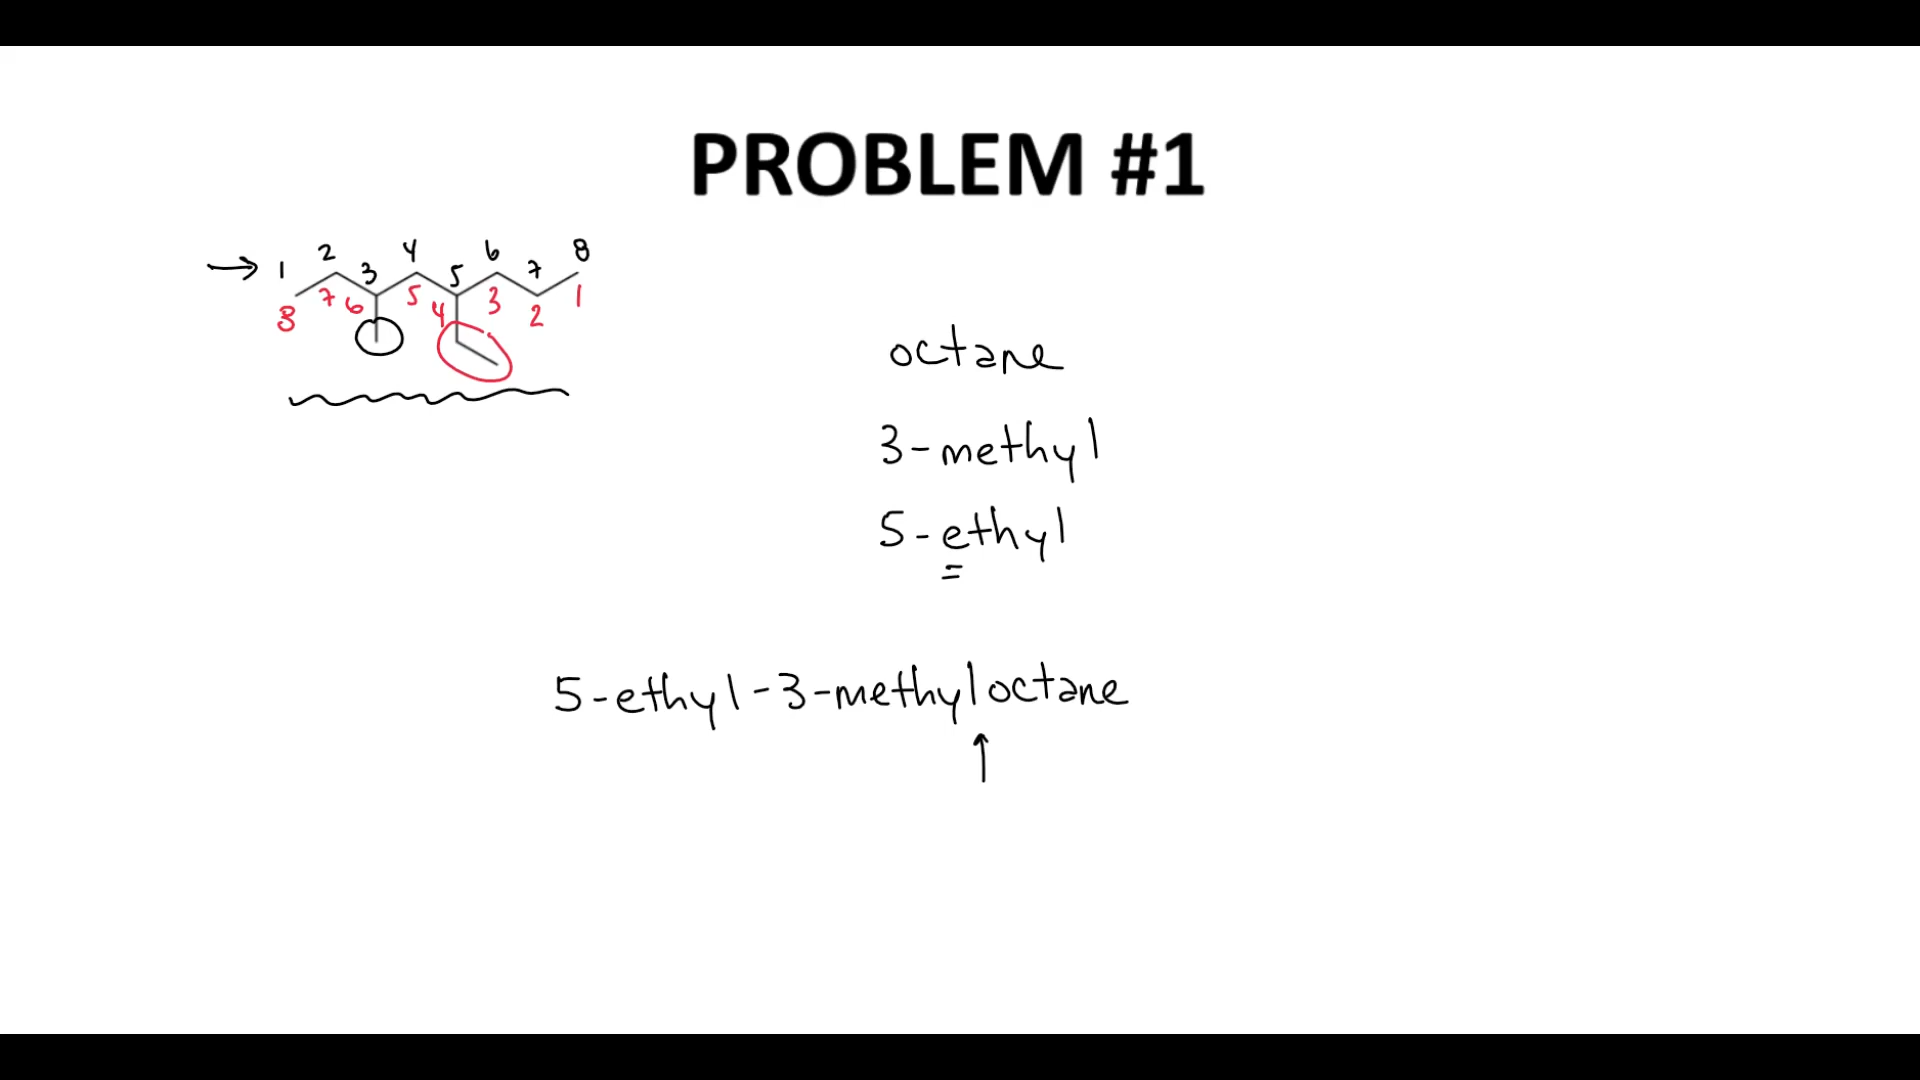 PROBLEM #1
→ 1 2 3 4 5 6 7 8
8 7 6 5 4 3 2 1
octane
3-methyl
5-ethyl
5-ethyl-3-methyloctane
↑